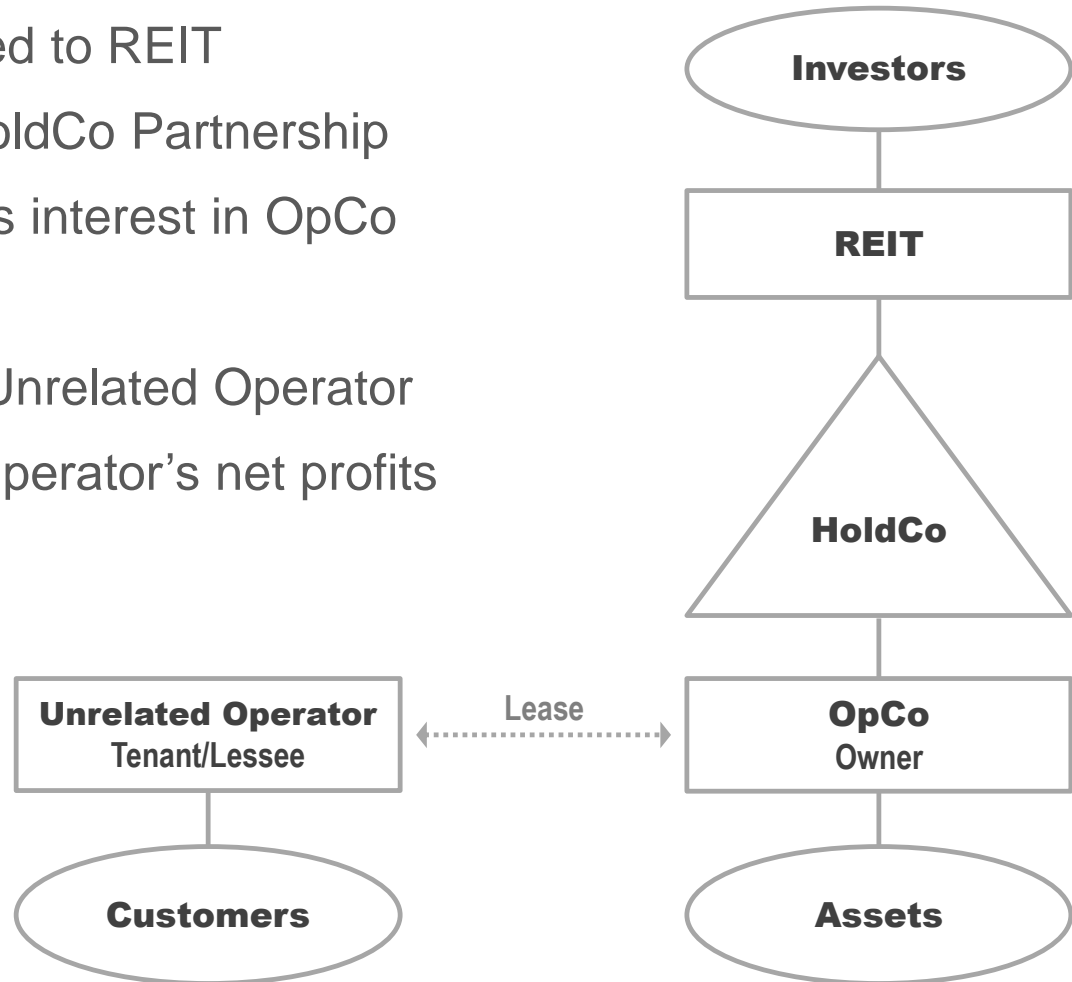 ed to REIT
oldCo Partnership
s interest in OpCo
Unrelated Operator
perator’s net profits
Investors
REIT
HoldCo
Unrelated Operator
Tenant/Lessee
Lease
OpCo
Owner
Customers
Assets